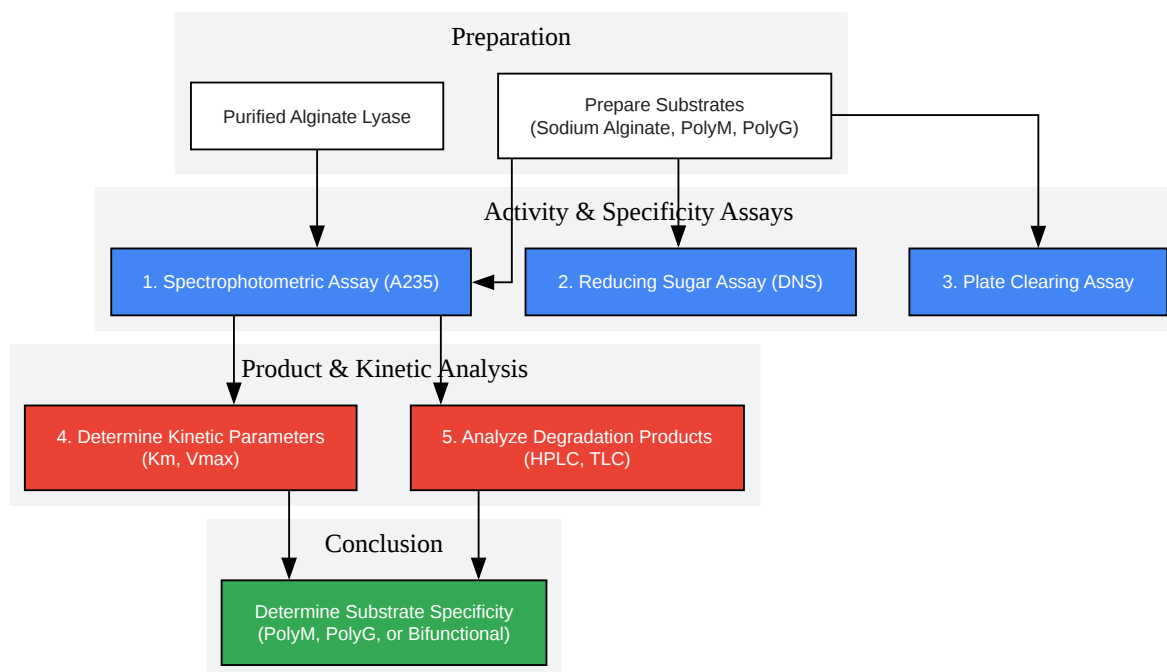 Preparation
Purified Alginate Lyase
Prepare Substrates
(Sodium Alginate, PolyM, PolyG)
Activity & Specificity Assays
1. Spectrophotometric Assay (A235)
2. Reducing Sugar Assay (DNS)
3. Plate Clearing Assay
Product & Kinetic Analysis
4. Determine Kinetic Parameters
(Km, Vmax)
5. Analyze Degradation Products
(HPLC, TLC)
Conclusion
Determine Substrate Specificity
(PolyM, PolyG, or Bifunctional)